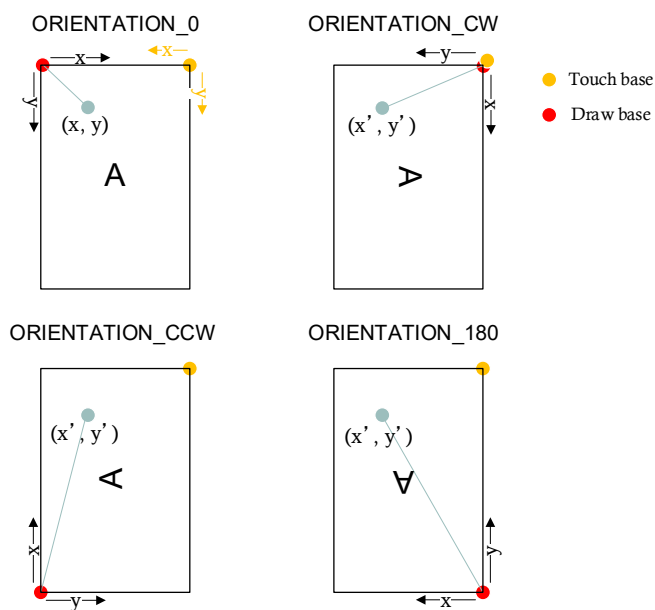 ORIENTATION_0
x
x
y
y
(x, y)
A
ORIENTATION_CW
y
x
(x’, y’)
A
Touch base
Draw base
ORIENTATION_CCW
(x’, y’)
A
x
y
ORIENTATION_180
(x’, y’)
A
y
x